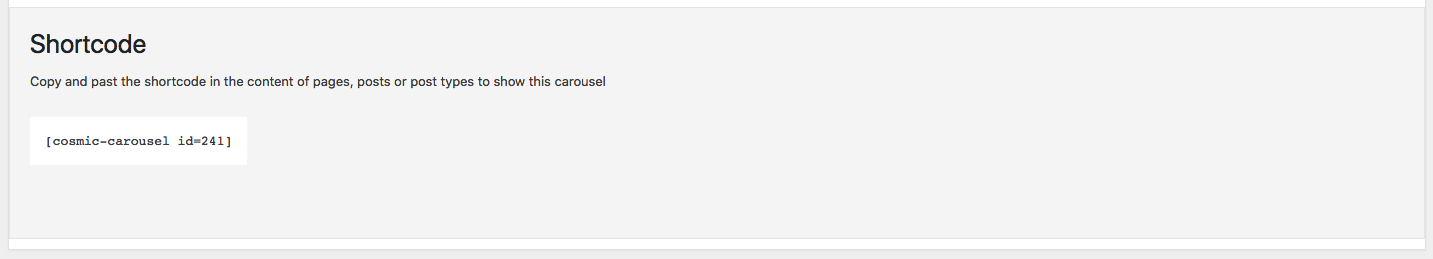 Shortcode
Copy and past the shortcode in the content of pages, posts or post types to show this carousel
[cosmic-carousel id=241]